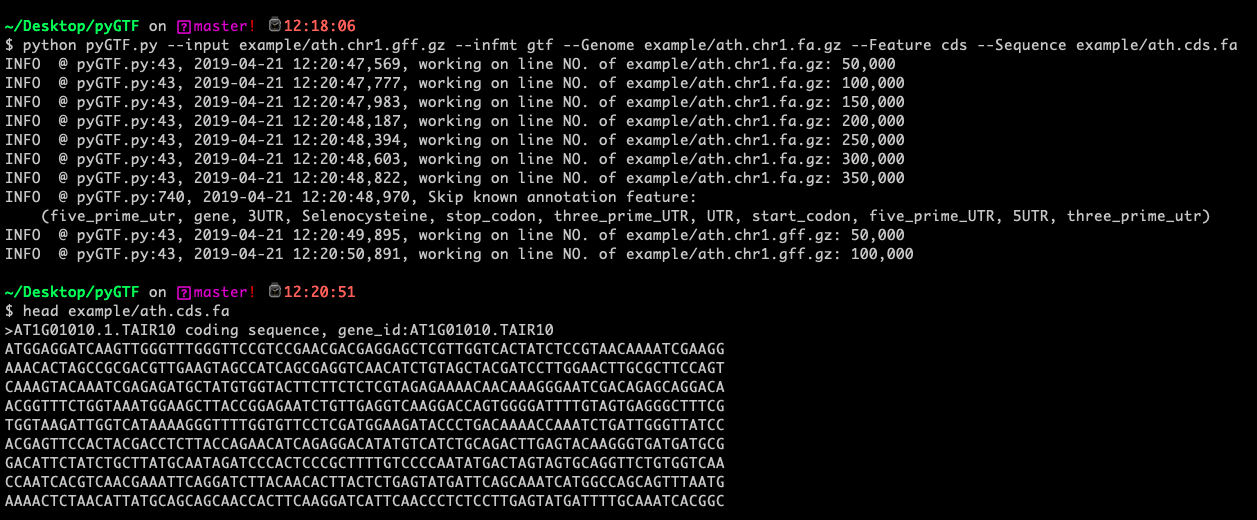 ~/Desktop/pyGTF on ? master! ⌚12:18:06
$ python pyGTF.py --input example/ath.chr1.gff.gz --infmt gtf --Genome example/ath.chr1.fa.gz --Feature cds --Sequence example/ath.cds.fa
INFO  @ pyGTF.py:43, 2019-04-21 12:20:47,569, working on line NO. of example/ath.chr1.fa.gz: 50,000
INFO  @ pyGTF.py:43, 2019-04-21 12:20:47,777, working on line NO. of example/ath.chr1.fa.gz: 100,000
INFO  @ pyGTF.py:43, 2019-04-21 12:20:47,983, working on line NO. of example/ath.chr1.fa.gz: 150,000
INFO  @ pyGTF.py:43, 2019-04-21 12:20:48,187, working on line NO. of example/ath.chr1.fa.gz: 200,000
INFO  @ pyGTF.py:43, 2019-04-21 12:20:48,394, working on line NO. of example/ath.chr1.fa.gz: 250,000
INFO  @ pyGTF.py:43, 2019-04-21 12:20:48,603, working on line NO. of example/ath.chr1.fa.gz: 300,000
INFO  @ pyGTF.py:43, 2019-04-21 12:20:48,822, working on line NO. of example/ath.chr1.fa.gz: 350,000
INFO  @ pyGTF.py:740, 2019-04-21 12:20:48,970, Skip known annotation feature:
    (five_prime_utr, gene, 3UTR, Selenocysteine, stop_codon, three_prime_UTR, UTR, start_codon, five_prime_UTR, 5UTR, three_prime_utr)
INFO  @ pyGTF.py:43, 2019-04-21 12:20:49,895, working on line NO. of example/ath.chr1.gff.gz: 50,000
INFO  @ pyGTF.py:43, 2019-04-21 12:20:50,891, working on line NO. of example/ath.chr1.gff.gz: 100,000
~/Desktop/pyGTF on ? master! ⌚12:20:51
$ head example/ath.cds.fa
>AT1G01010.1.TAIR10 coding sequence, gene_id:AT1G01010.TAIR10
ATGGAGGATCAAGTTGGGTTTGGGTTCCGTCCGAACGACGAGGAGCTCGTTGGTCACTATCTCCGTAACAAAATCGAAGG
AAACACTAGCCGCGACGTTGAAGTAGCCATCAGCGAGGTCAACATCTGTAGCTACGATCCTTGGAACTTGCGCTTCCAGT
CAAAGTACAAATCGAGAGATGCTATGTGGTACTTCTTCTCTCGTAGAGAAAACAACAAAGGGAATCGACAGAGCAGGACA
ACGGTTTCTGGTAAATGGAAGCTTACCGGAGAATCTGTTGAGGTCAAGGACCAGTGGGGATTTTGTAGTGAGGGCTTTCG
TGGTAAGATTGGTCATAAAAGGGTTTTGGTGTTCCTCGATGGAAGATACCCTGACAAAACCAAATCTGATTGGGTTATCC
ACGAGTTCCACTACGACCTCTTACCAGAACATCAGAGGACATATGTCATCTGCAGACTTGAGTACAAGGGTGATGATGCG
GACATTCTATCTGCTTATGCAATAGATCCCACTCCCGCTTTTGTCCCCAATATGACTAGTAGTGCAGGTTCTGTGGTCAA
CCAATCACGTCAACGAAATTCAGGATCTTACAACACTTACTCTGAGTATGATTCAGCAAATCATGGCCAGCAGTTTAATG
AAAACTCTAACATTATGCAGCAGCAACCACTTCAAGGATCATTCAACCCTCTCCTTGAGTATGATTTTGCAAATCACGGC